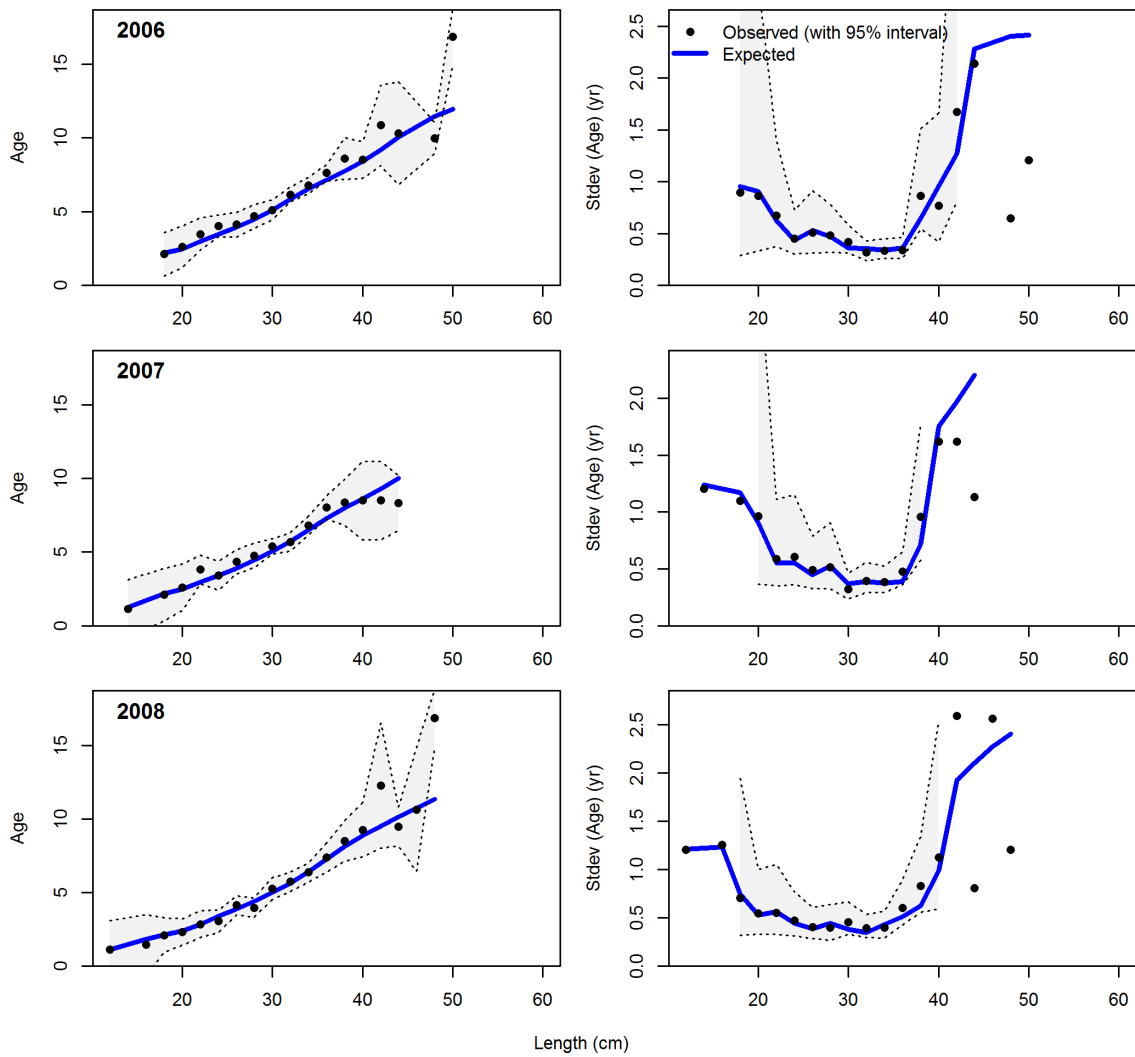 2006
Age
0 5 10 15
20 30 40 50 60
Observed (with 95% interval)
Expected
Stdev (Age) (yr)
0.0 0.5 1.0 1.5 2.0 2.5
20 30 40 50 60
2007
Age
0 5 10 15
20 30 40 50 60
Stdev (Age) (yr)
0.0 0.5 1.0 1.5 2.0
20 30 40 50 60
2008
Age
0 5 10 15
20 30 40 50 60
Stdev (Age) (yr)
0.0 0.5 1.0 1.5 2.0 2.5
20 30 40 50 60
Length (cm)